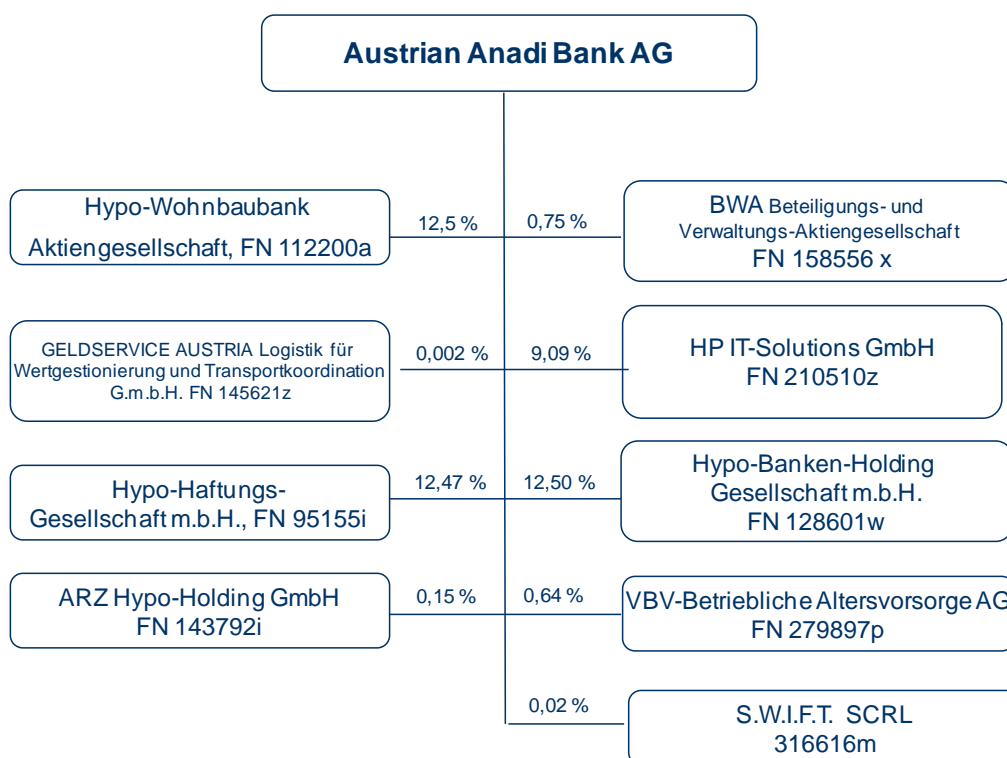 Austrian Anadi Bank AG
Hypo-Wohnbaubank
Aktiengesellschaft, FN 112200a
12,5 %
0,75 %
BWA Beteiligungs- und
Verwaltungs-Aktiengesellschaft
FN 158556 x
GELDSERVICE AUSTRIA Logistik für
Wertgestionierung und Transportkoordination
G.m.b.H. FN 145621z
0,002 %
9,09 %
HP IT-Solutions GmbH
FN 210510z
Hypo-Haftungs-
Gesellschaft m.b.H., FN 95155i
12,47 %
12,50 %
Hypo-Banken-Holding
Gesellschaft m.b.H.
FN 128601w
ARZ Hypo-Holding GmbH
FN 143792i
0,15 %
0,64 %
VBV-Betriebliche Altersvorsorge AG
FN 279897p
0,02 %
S.W.I.F.T. SCRL
316616m